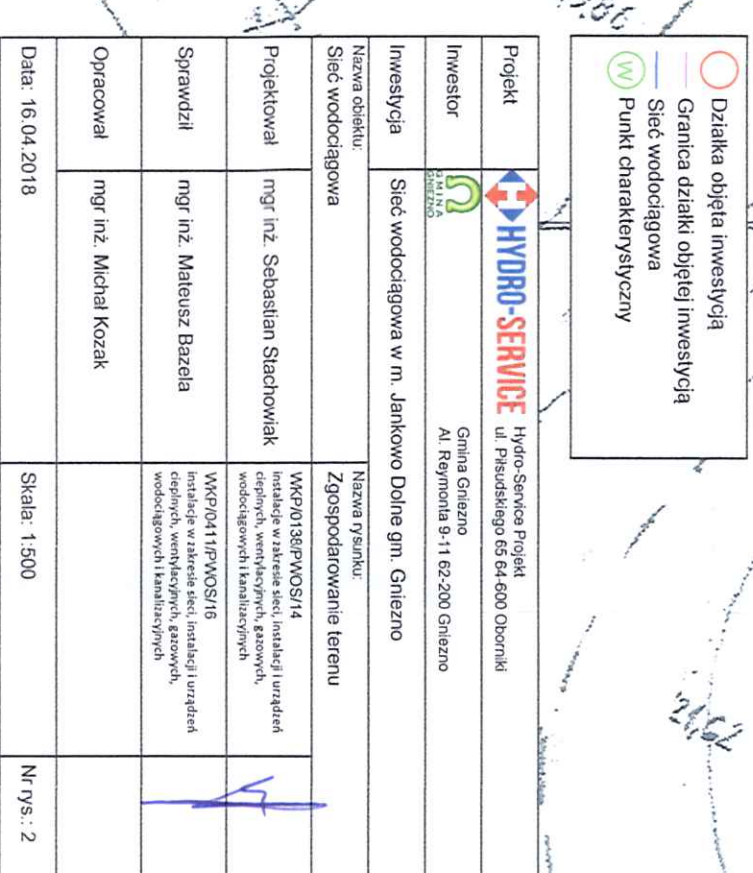 Działka objęta inwestycją
Granica działki objętej inwestycją
Sieć wodociągowa
W Punkt charakterystyczny
Projekt
HYDRO-SERVICE
Hydro-Service Projekt
ul. Piłsudskiego 65 64-600 Oborniki
Inwestor
GMINA
GNIEZNO
Gmina Gniezno
Al. Reymonta 9-11 62-200 Gniezno
Inwestycja
Sieć wodociągowa w m. Jankowo Dolne gm. Gniezno
Nazwa obiektu:
Sieć wodociągowa
Nazwa rysunku:
Zgospodarowanie terenu
Projektował
mgr inż. Sebastian Stachowiak
WKP/0138/PWOS/14
instalacje w zakresie sieci, instalacji i urządzeń
cieplnych, wentylacyjnych, gazowych,
wodociągowych i kanalizacyjnych
Sprawdził
mgr inż. Mateusz Bazela
WKP/0411/PWOS/16
instalacje w zakresie sieci, instalacji i urządzeń
cieplnych, wentylacyjnych, gazowych,
wodociągowych i kanalizacyjnych
Opracował
mgr inż. Michał Kozak
Data: 16.04.2018
Skala: 1:500
Nr rys.: 2